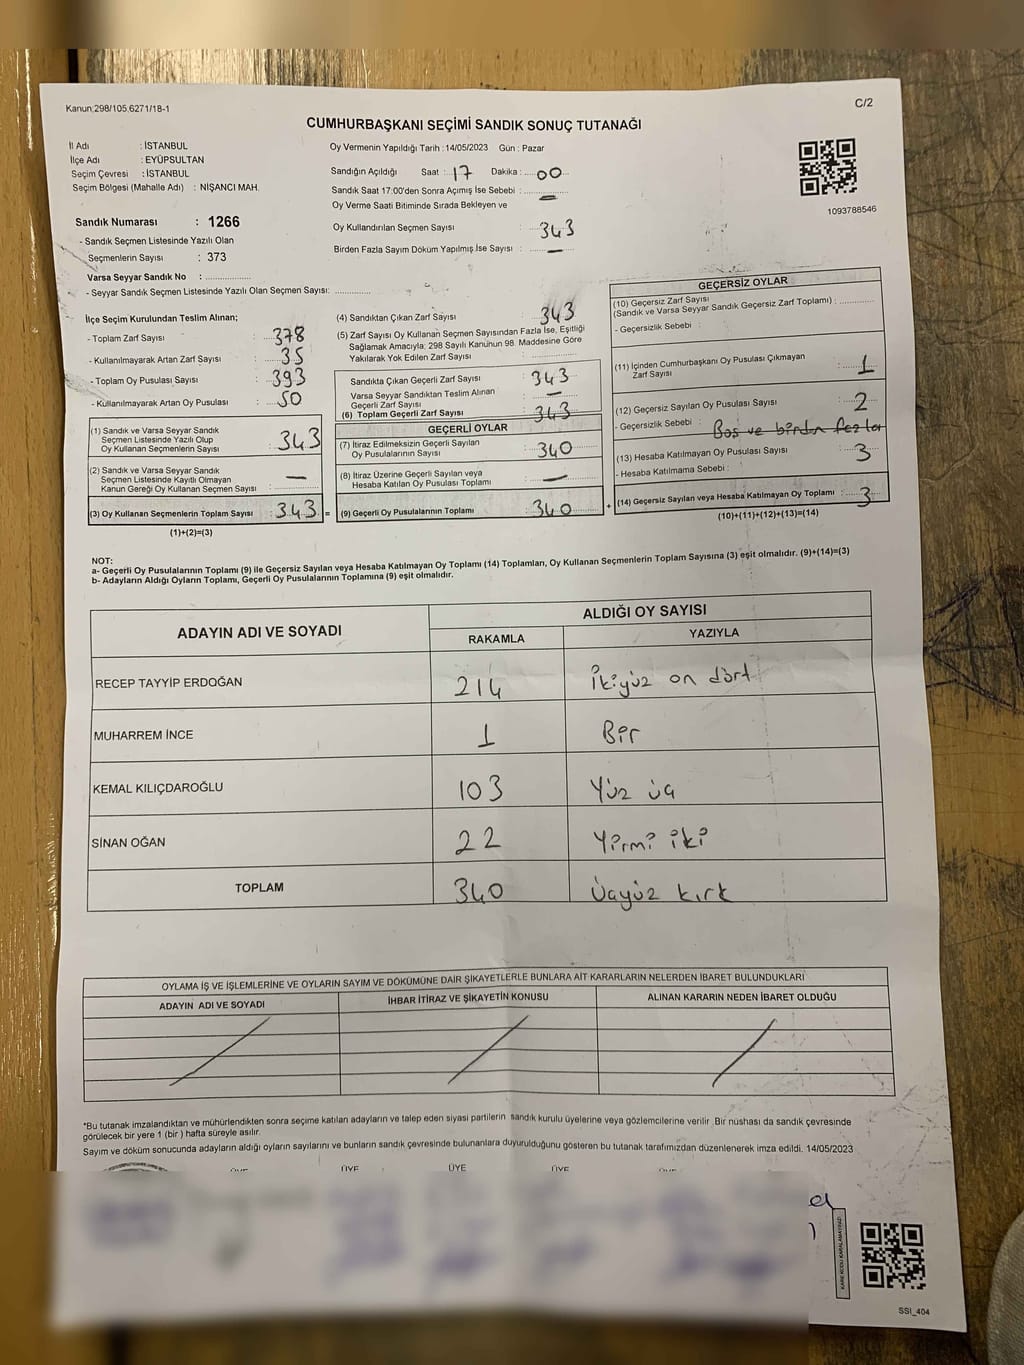 Kanun;298/105,6271/18-1
C/2
CUMHURBAŞKANI SEÇİMİ SANDIK SONUÇ TUTANAĞI
İl Adı : İSTANBUL
İlçe Adı : EYÜPSULTAN
Seçim Çevresi : İSTANBUL
Seçim Bölgesi (Mahalle Adı) : NİŞANCI MAH.
Oy Vermenin Yapıldığı Tarih : 14/05/2023 Gün : Pazar
Sandığın Açıldığı Saat : 17 Dakika : 00
Sandık Saat 17:00'den Sonra Açımış İse Sebebi : —
Oy Verme Saati Bitiminde Sırada Bekleyen ve
Oy Kullandırılan Seçmen Sayısı : 343
Birden Fazla Sayım Döküm Yapılmış İse Sayısı : —
1093788546
Sandık Numarası : 1266
- Sandık Seçmen Listesinde Yazılı Olan
Seçmenlerin Sayısı : 373
Varsa Seyyar Sandık No : ....................
- Seyyar Sandık Seçmen Listesinde Yazılı Olan Seçmen Sayısı: ..............
İlçe Seçim Kurulundan Teslim Alınan;
- Toplam Zarf Sayısı : 378
- Kullanılmayarak Artan Zarf Sayısı : 35
- Toplam Oy Pusulası Sayısı : 393
- Kullanılmayarak Artan Oy Pusulası : 50
(1) Sandık ve Varsa Seyyar Sandık
Seçmen Listesinde Yazılı Olup
Oy Kullanan Seçmenlerin Sayısı : 343
(2) Sandık ve Varsa Seyyar Sandık
Seçmen Listesinde Kayıtlı Olmayan
Kanun Gereği Oy Kullanan Seçmen Sayısı : —
(3) Oy Kullanan Seçmenlerin Toplam Sayısı : 343 =
(1)+(2)=(3)
(4) Sandıktan Çıkan Zarf Sayısı : 343
(5) Zarf Sayısı Oy Kullanan Seçmen Sayısından Fazla İse, Eşitliği
Sağlamak Amacıyla; 298 Sayılı Kanunun 98. Maddesine Göre
Yakılarak Yok Edilen Zarf Sayısı : ..............
Sandıkta Çıkan Geçerli Zarf Sayısı : 343
Varsa Seyyar Sandıktan Teslim Alınan
Geçerli Zarf Sayısı : —
(6) Toplam Geçerli Zarf Sayısı : 343
GEÇERLİ OYLAR
(7) İtiraz Edilmeksizin Geçerli Sayılan
Oy Pusulalarının Sayısı : 340
(8) İtiraz Üzerine Geçerli Sayılan veya
Hesaba Katılan Oy Pusulası Toplamı : —
(9) Geçerli Oy Pusulalarının Toplamı : 340 +
GEÇERSİZ OYLAR
(10) Geçersiz Zarf Sayısı
(Sandık ve Varsa Seyyar Sandık Geçersiz Zarf Toplamı) : ..............
- Geçersizlik Sebebi :
(11) İçinden Cumhurbaşkanı Oy Pusulası Çıkmayan
Zarf Sayısı : 1
(12) Geçersiz Sayılan Oy Pusulası Sayısı : 2
- Geçersizlik Sebebi : Boş ve birden fazla
(13) Hesaba Katılmayan Oy Pusulası Sayısı : 3
- Hesaba Katılmama Sebebi :
(14) Geçersiz Sayılan veya Hesaba Katılmayan Oy Toplamı : 3
(10)+(11)+(12)+(13)=(14)
NOT:
a- Geçerli Oy Pusulalarının Toplamı (9) ile Geçersiz Sayılan veya Hesaba Katılmayan Oy Toplamı (14) Toplamları, Oy Kullanan Seçmenlerin Toplam Sayısına (3) eşit olmalıdır. (9)+(14)=(3)
b- Adayların Aldığı Oyların Toplamı, Geçerli Oy Pusulalarının Toplamına (9) eşit olmalıdır.
ADAYIN ADI VE SOYADI
ALDIĞI OY SAYISI
RAKAMLA YAZIYLA
RECEP TAYYİP ERDOĞAN 214 İkiyüz on dört
MUHARREM İNCE 1 Bir
KEMAL KILIÇDAROĞLU 103 Yüz üç
SİNAN OĞAN 22 Yirmi iki
TOPLAM 340 Üçyüz kırk
OYLAMA İŞ VE İŞLEMLERİNE VE OYLARIN SAYIM VE DÖKÜMÜNE DAİR ŞİKAYETLERLE BUNLARA AİT KARARLARIN NELERDEN İBARET BULUNDUKLARI
ADAYIN ADI VE SOYADI İHBAR İTİRAZ VE ŞİKAYETİN KONUSU ALINAN KARARIN NEDEN İBARET OLDUĞU
*Bu tutanak imzalandıktan ve mühürlendikten sonra seçime katılan adayların ve talep eden siyasi partilerin sandık kurulu üyelerine veya gözlemcilerine verilir. Bir nüshası da sandık çevresinde
görülecek bir yere 1 (bir ) hafta süreyle asılır.
Sayım ve döküm sonucunda adayların aldığı oyların sayılarını ve bunların sandık çevresinde bulunanlara duyurulduğunu gösteren bu tutanak tarafımızdan düzenlenerek imza edildi. 14/05/2023
ÜYE ÜYE ÜYE
KARE KODU KARALAMAYINIZ!
SSI_404